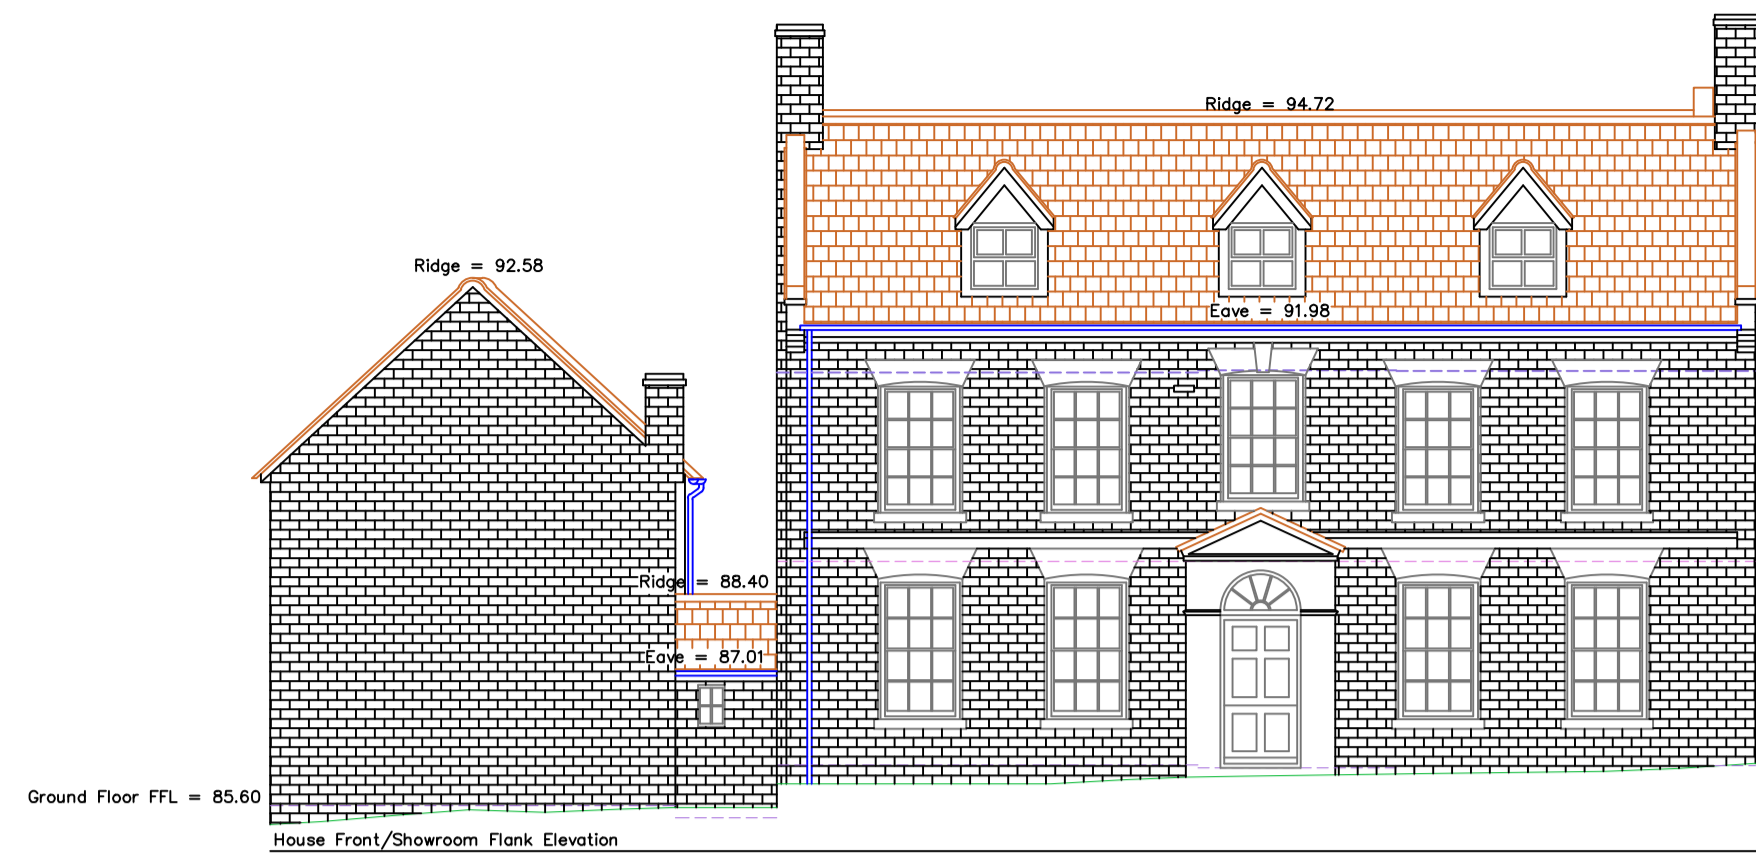 Ridge = 94.72
Ridge = 92.58
Eave = 91.98
Ridge = 88.40
Eave = 87.01
Ground Floor FFL = 85.60
House Front/Showroom Flank Elevation